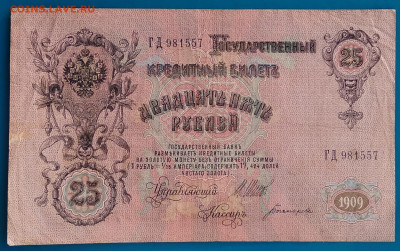 COINS.LAV.RU
ГД 981557
Государственный
кредитный билетъ
двадцать пять
рублей
25
ГОСУДАРСТВЕННЫЙ БАНКЪ
РАЗМѢНИВАЕТЪ КРЕДИТНЫЕ БИЛЕТЫ
НА ЗОЛОТУЮ МОНЕТУ БЕЗЪ ОГРАНИЧЕНІЯ СУММЫ
(1 РУБЛЬ = 1/15 ИМПЕРІАЛА, СОДЕРЖИТЪ 17,424 ДОЛЕЙ
ЧИСТАГО ЗОЛОТА)
ГД 981557
25
Управляющій
Кассиръ
1909